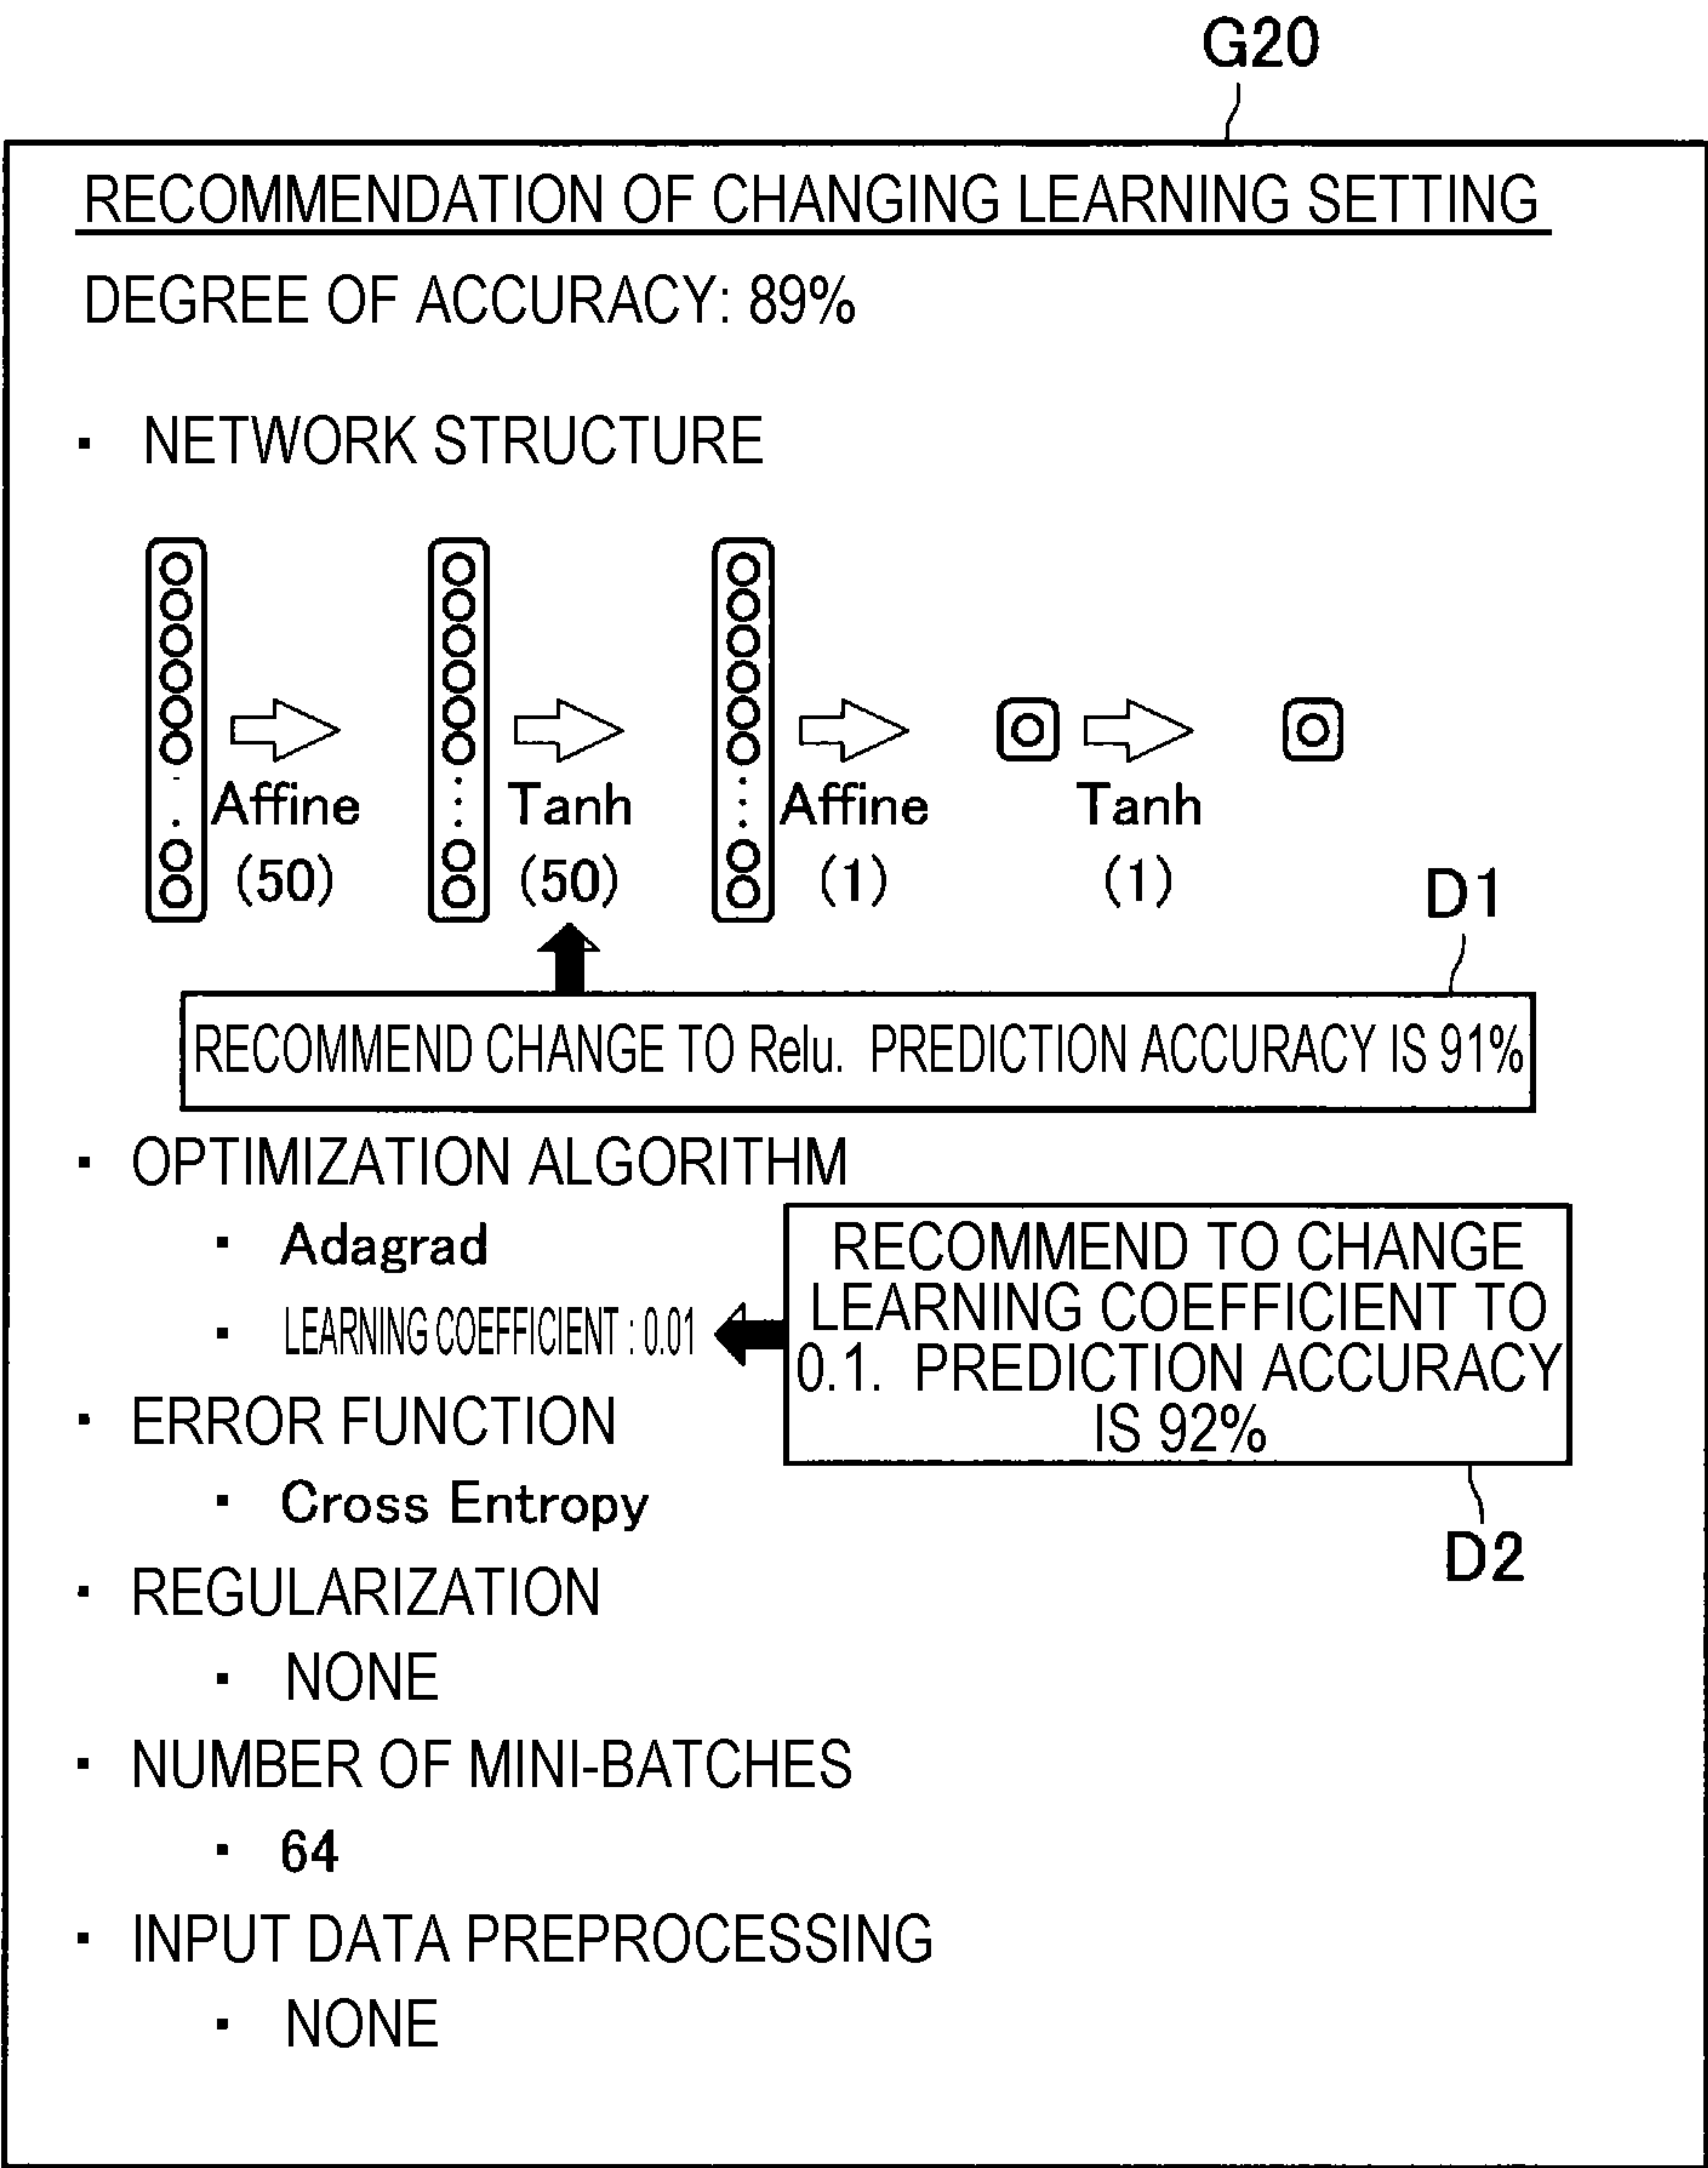 G20
RECOMMENDATION OF CHANGING LEARNING SETTING
DEGREE OF ACCURACY: 89%
▪ NETWORK STRUCTURE
Affine Tanh Affine Tanh
(50) (50) (1) (1)
D1
RECOMMEND CHANGE TO Relu. PREDICTION ACCURACY IS 91%
▪ OPTIMIZATION ALGORITHM
▪ Adagrad
▪ LEARNING COEFFICIENT : 0.01
RECOMMEND TO CHANGE
LEARNING COEFFICIENT TO
0.1. PREDICTION ACCURACY
IS 92%
D2
▪ ERROR FUNCTION
▪ Cross Entropy
▪ REGULARIZATION
▪ NONE
▪ NUMBER OF MINI-BATCHES
▪ 64
▪ INPUT DATA PREPROCESSING
▪ NONE